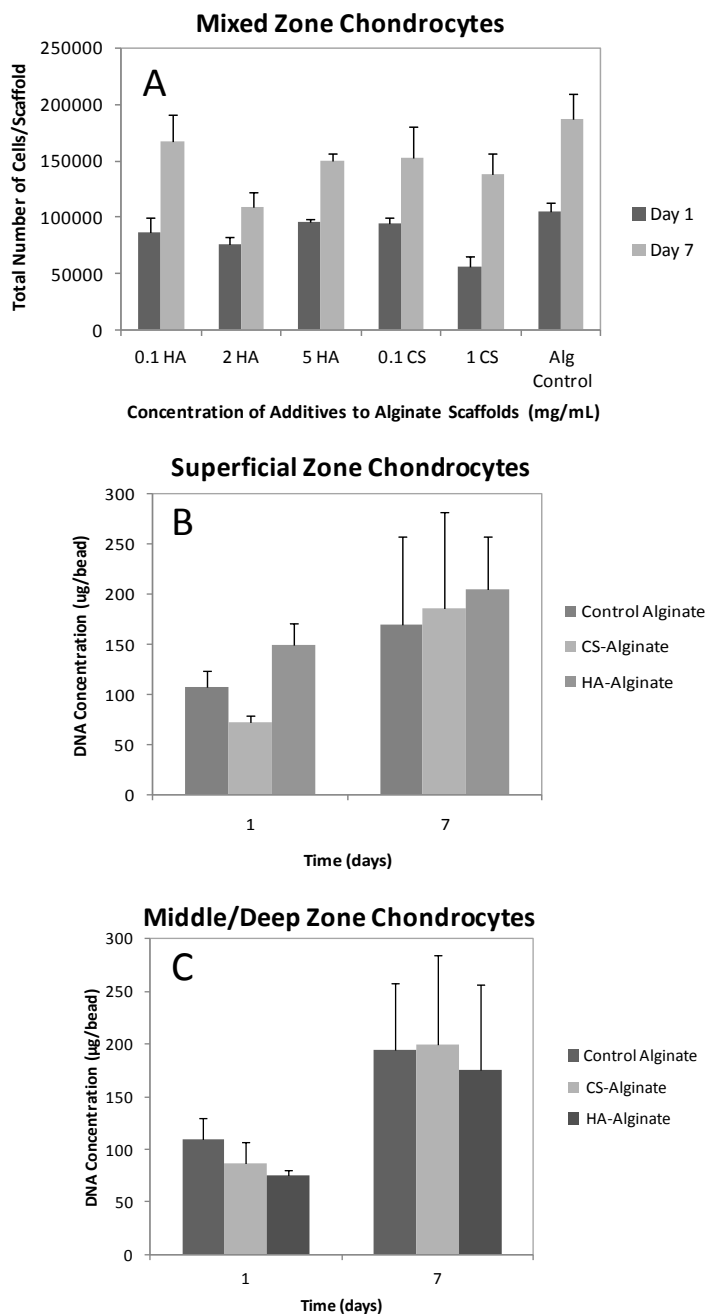 Mixed Zone Chondrocytes
A
250000
200000
150000
100000
50000
0
Total Number of Cells/Scaffold
0.1 HA 2 HA 5 HA 0.1 CS 1 CS Alg
Control
Concentration of Additives to Alginate Scaffolds (mg/mL)
Day 1
Day 7
Superficial Zone Chondrocytes
B
300
250
200
150
100
50
0
DNA Concentration (ug/bead)
1 7
Time (days)
Control Alginate
CS-Alginate
HA-Alginate
Middle/Deep Zone Chondrocytes
C
300
250
200
150
100
50
0
DNA Concentration (µg/bead)
1 7
Time (days)
Control Alginate
CS-Alginate
HA-Alginate